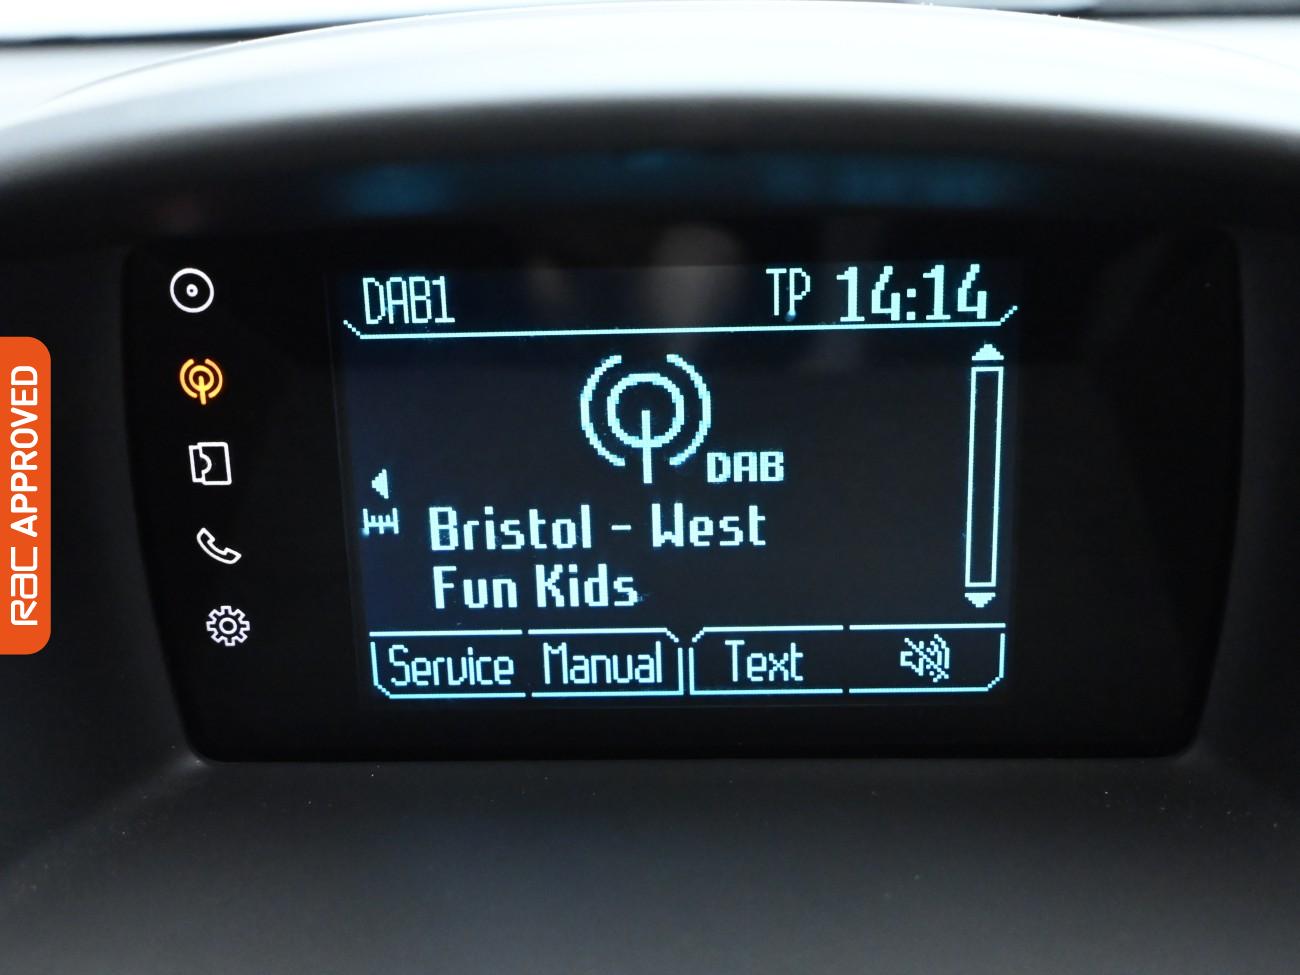 DAB1 TP 14:14
DAB
Bristol - West
Fun Kids
Service Manual Text
RAC APPROVED